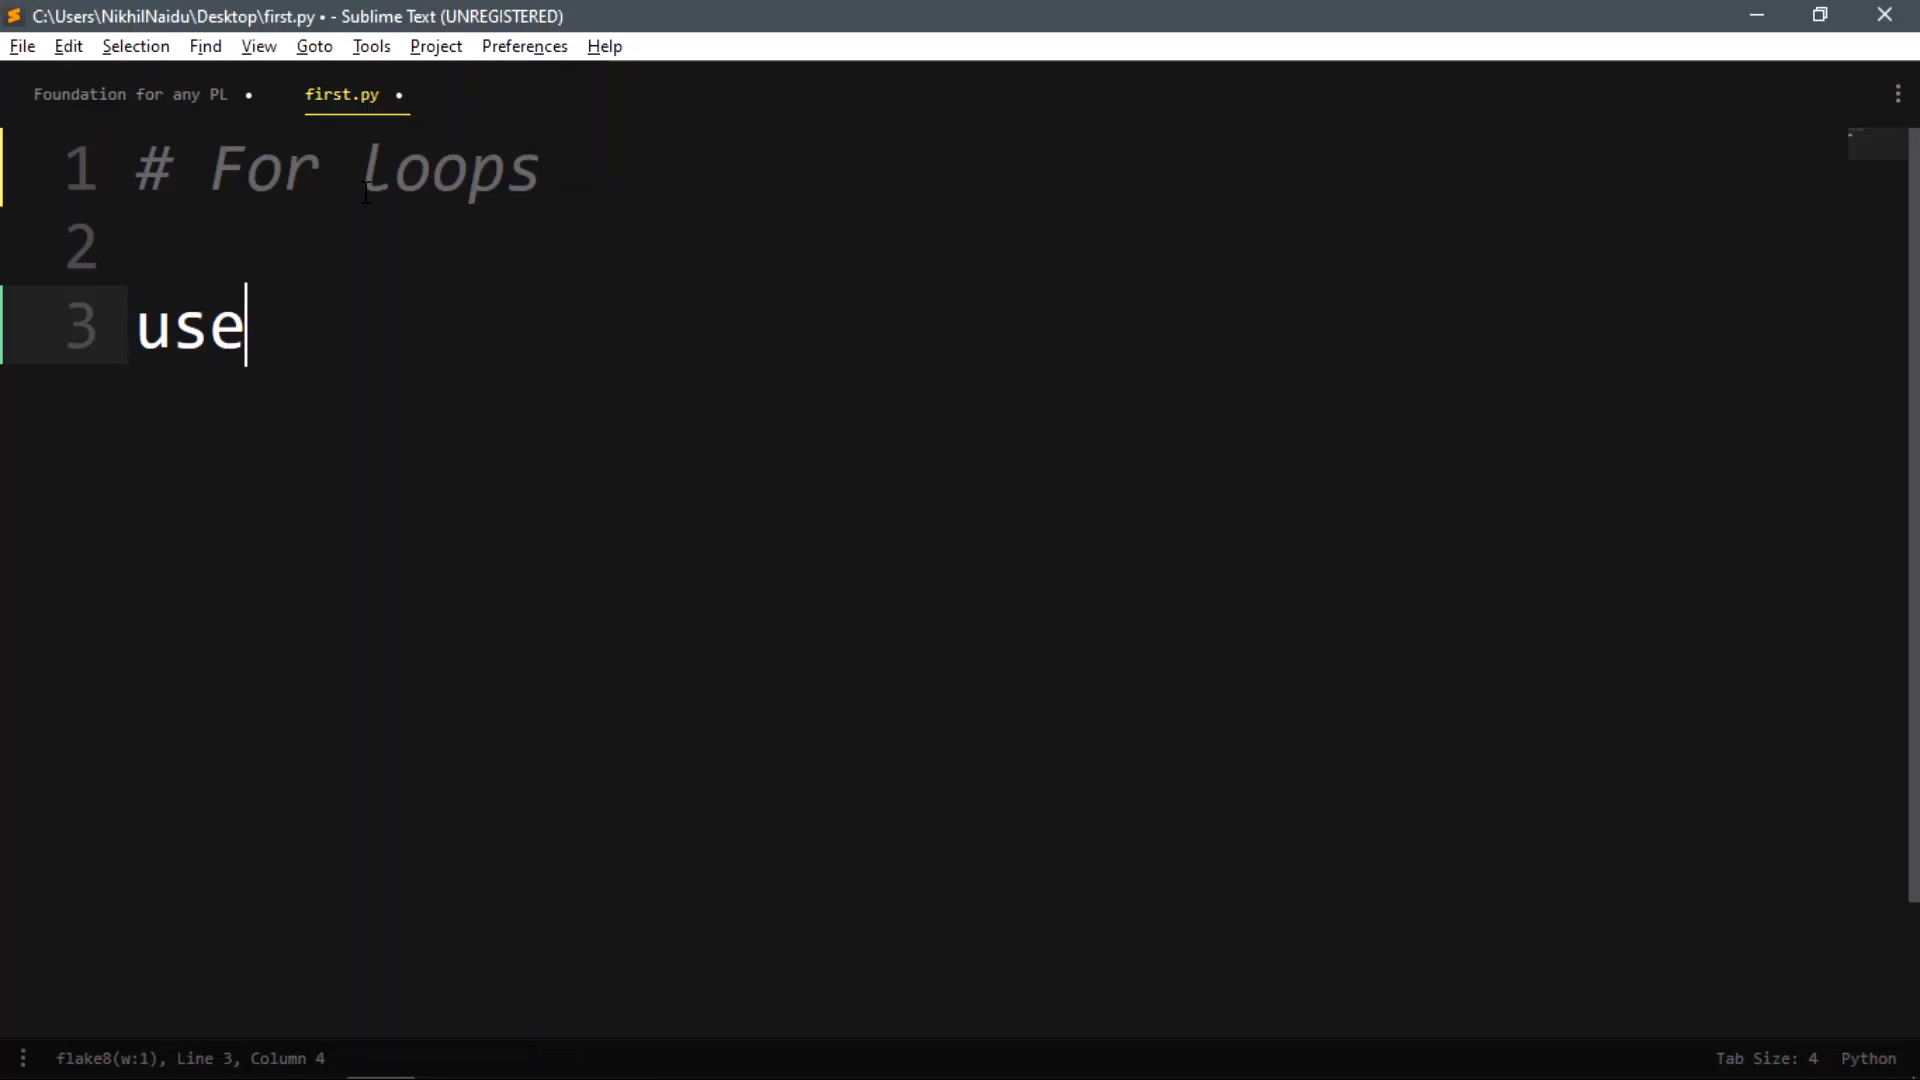 C:\Users\NikhilNaidu\Desktop\first.py • - Sublime Text (UNREGISTERED)
File Edit Selection Find View Goto Tools Project Preferences Help
Foundation for any PL • first.py •
1 # For loops
2
3 use
flake8(w:1), Line 3, Column 4 Tab Size: 4 Python